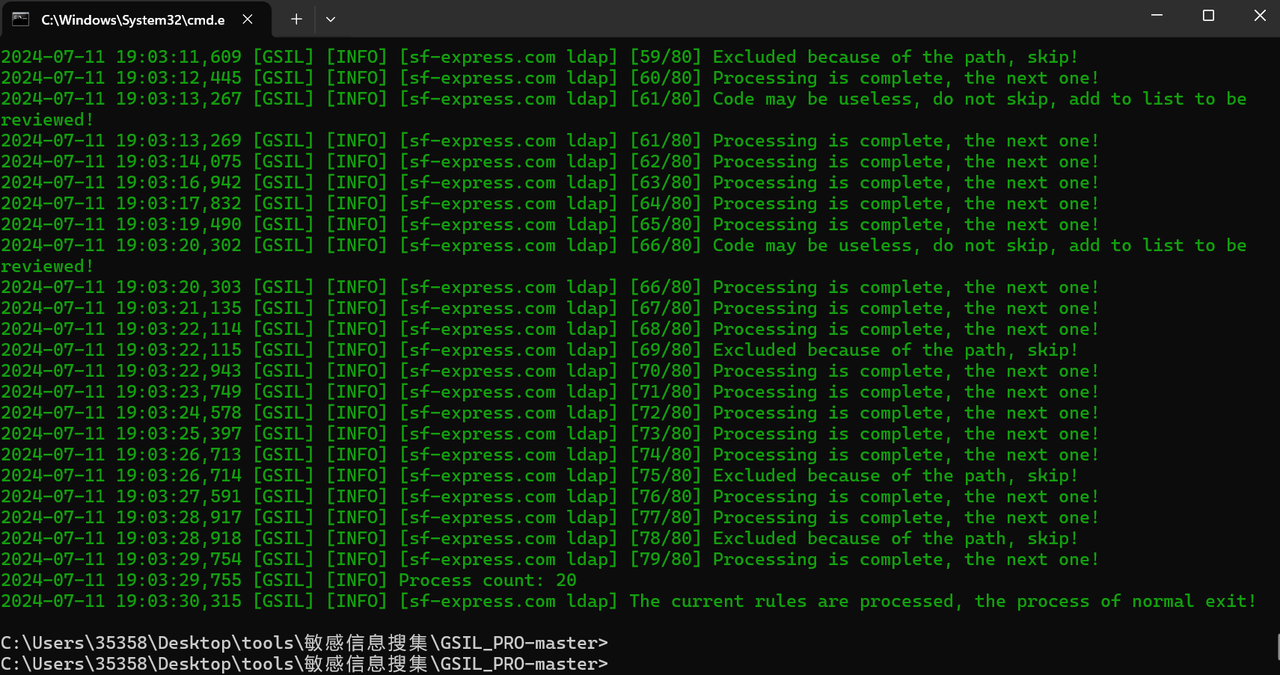 C:\Windows\System32\cmd.e
2024-07-11 19:03:11,609 [GSIL] [INFO] [sf-express.com ldap] [59/80] Excluded because of the path, skip!
2024-07-11 19:03:12,445 [GSIL] [INFO] [sf-express.com ldap] [60/80] Processing is complete, the next one!
2024-07-11 19:03:13,267 [GSIL] [INFO] [sf-express.com ldap] [61/80] Code may be useless, do not skip, add to list to be
reviewed!
2024-07-11 19:03:13,269 [GSIL] [INFO] [sf-express.com ldap] [61/80] Processing is complete, the next one!
2024-07-11 19:03:14,075 [GSIL] [INFO] [sf-express.com ldap] [62/80] Processing is complete, the next one!
2024-07-11 19:03:16,942 [GSIL] [INFO] [sf-express.com ldap] [63/80] Processing is complete, the next one!
2024-07-11 19:03:17,832 [GSIL] [INFO] [sf-express.com ldap] [64/80] Processing is complete, the next one!
2024-07-11 19:03:19,490 [GSIL] [INFO] [sf-express.com ldap] [65/80] Processing is complete, the next one!
2024-07-11 19:03:20,302 [GSIL] [INFO] [sf-express.com ldap] [66/80] Code may be useless, do not skip, add to list to be
reviewed!
2024-07-11 19:03:20,303 [GSIL] [INFO] [sf-express.com ldap] [66/80] Processing is complete, the next one!
2024-07-11 19:03:21,135 [GSIL] [INFO] [sf-express.com ldap] [67/80] Processing is complete, the next one!
2024-07-11 19:03:22,114 [GSIL] [INFO] [sf-express.com ldap] [68/80] Processing is complete, the next one!
2024-07-11 19:03:22,115 [GSIL] [INFO] [sf-express.com ldap] [69/80] Excluded because of the path, skip!
2024-07-11 19:03:22,943 [GSIL] [INFO] [sf-express.com ldap] [70/80] Processing is complete, the next one!
2024-07-11 19:03:23,749 [GSIL] [INFO] [sf-express.com ldap] [71/80] Processing is complete, the next one!
2024-07-11 19:03:24,578 [GSIL] [INFO] [sf-express.com ldap] [72/80] Processing is complete, the next one!
2024-07-11 19:03:25,397 [GSIL] [INFO] [sf-express.com ldap] [73/80] Processing is complete, the next one!
2024-07-11 19:03:26,713 [GSIL] [INFO] [sf-express.com ldap] [74/80] Processing is complete, the next one!
2024-07-11 19:03:26,714 [GSIL] [INFO] [sf-express.com ldap] [75/80] Excluded because of the path, skip!
2024-07-11 19:03:27,591 [GSIL] [INFO] [sf-express.com ldap] [76/80] Processing is complete, the next one!
2024-07-11 19:03:28,917 [GSIL] [INFO] [sf-express.com ldap] [77/80] Processing is complete, the next one!
2024-07-11 19:03:28,918 [GSIL] [INFO] [sf-express.com ldap] [78/80] Excluded because of the path, skip!
2024-07-11 19:03:29,754 [GSIL] [INFO] [sf-express.com ldap] [79/80] Processing is complete, the next one!
2024-07-11 19:03:29,755 [GSIL] [INFO] Process count: 20
2024-07-11 19:03:30,315 [GSIL] [INFO] [sf-express.com ldap] The current rules are processed, the process of normal exit!
C:\Users\35358\Desktop\tools\敏感信息搜集\GSIL_PRO-master>
C:\Users\35358\Desktop\tools\敏感信息搜集\GSIL_PRO-master>